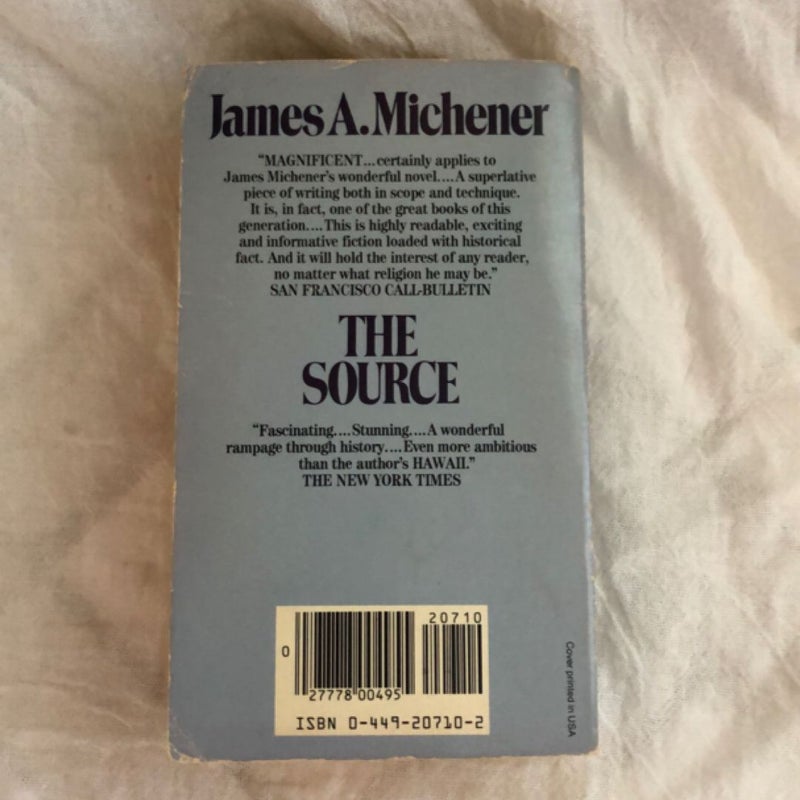 James A. Michener
"MAGNIFICENT...certainly applies to
James Michener's wonderful novel....A superlative
piece of writing both in scope and technique.
It is, in fact, one of the great books of this
generation....This is highly readable, exciting
and informative fiction loaded with historical
fact. And it will hold the interest of any reader,
no matter what religion he may be."
SAN FRANCISCO CALL-BULLETIN
THE
SOURCE
"Fascinating....Stunning....A wonderful
rampage through history....Even more ambitious
than the author's HAWAII."
THE NEW YORK TIMES
20710
0
27778 00495
ISBN 0-449-20710-2
Cover printed in USA